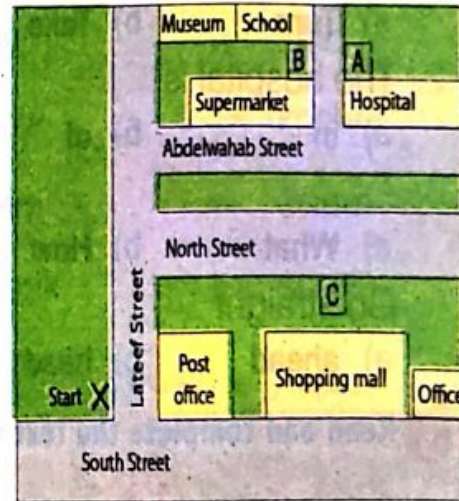 Museum School
B A
Supermarket Hospital
Abdelwahab Street
North Street
C
Lateef Street
Post office Shopping mall Office
Start X
South Street